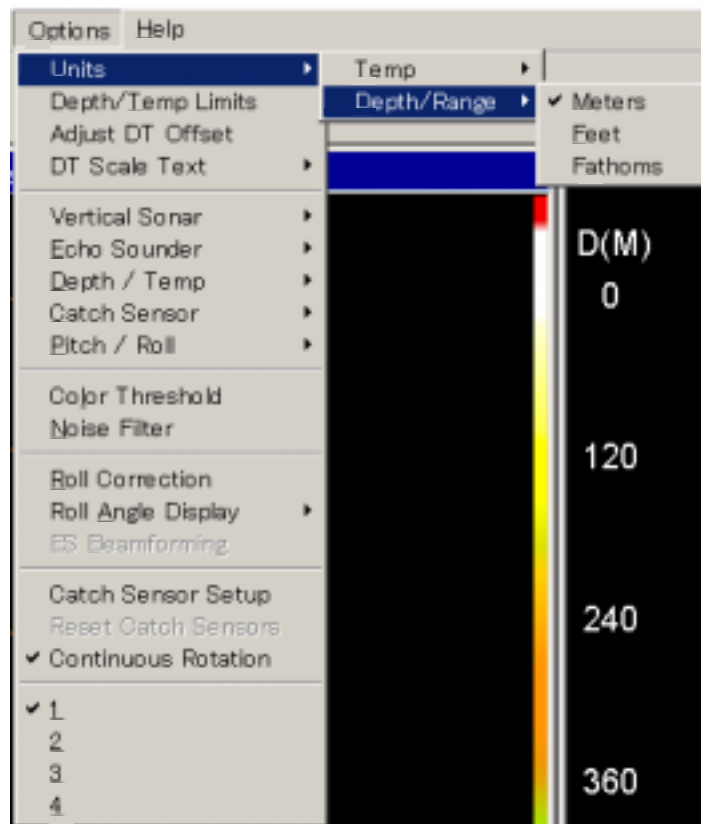 Options Help
Units
Depth/Temp Limits
Adjust DT Offset
DT Scale Text
Vertical Sonar
Echo Sounder
Depth / Temp
Catch Sensor
Pitch / Roll
Color Threshold
Noise Filter
Roll Correction
Roll Angle Display
ES Beamforming
Catch Sensor Setup
Reset Catch Sensors
Continuous Rotation
1
2
3
4
Temp
Depth/Range
Meters
Feet
Fathoms
D(M)
0
120
240
360